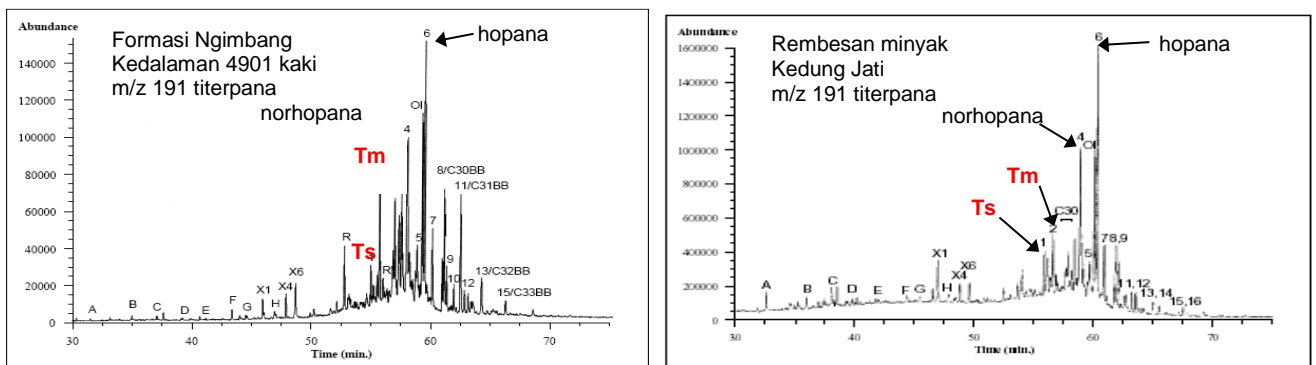 Abundance
Formasi Ngimbang
Kedalaman 4901 kaki
m/z 191 titerpana
norhopana
hopana
6
OI
4
Tm
8/C30BB
11/C31BB
R
Ts
5
7
9
10
12
13/C32BB
15/C33BB
A
B
C
D
E
F
G
X1
H
X4
X6
140000
120000
100000
80000
60000
40000
20000
0
30
40
50
60
70
Time (min.)
Abundance
Rembesan minyak
Kedung Jati
m/z 191 titerpana
norhopana
hopana
6
4
OI
Tm
Ts
C30
1
2
5
7
8,9
11,12
13,14
15,16
A
B
C
D
E
F
G
X1
H
X4
X6
1600000
1400000
1200000
1000000
800000
600000
400000
200000
0
30
40
50
60
70
Time (min.)